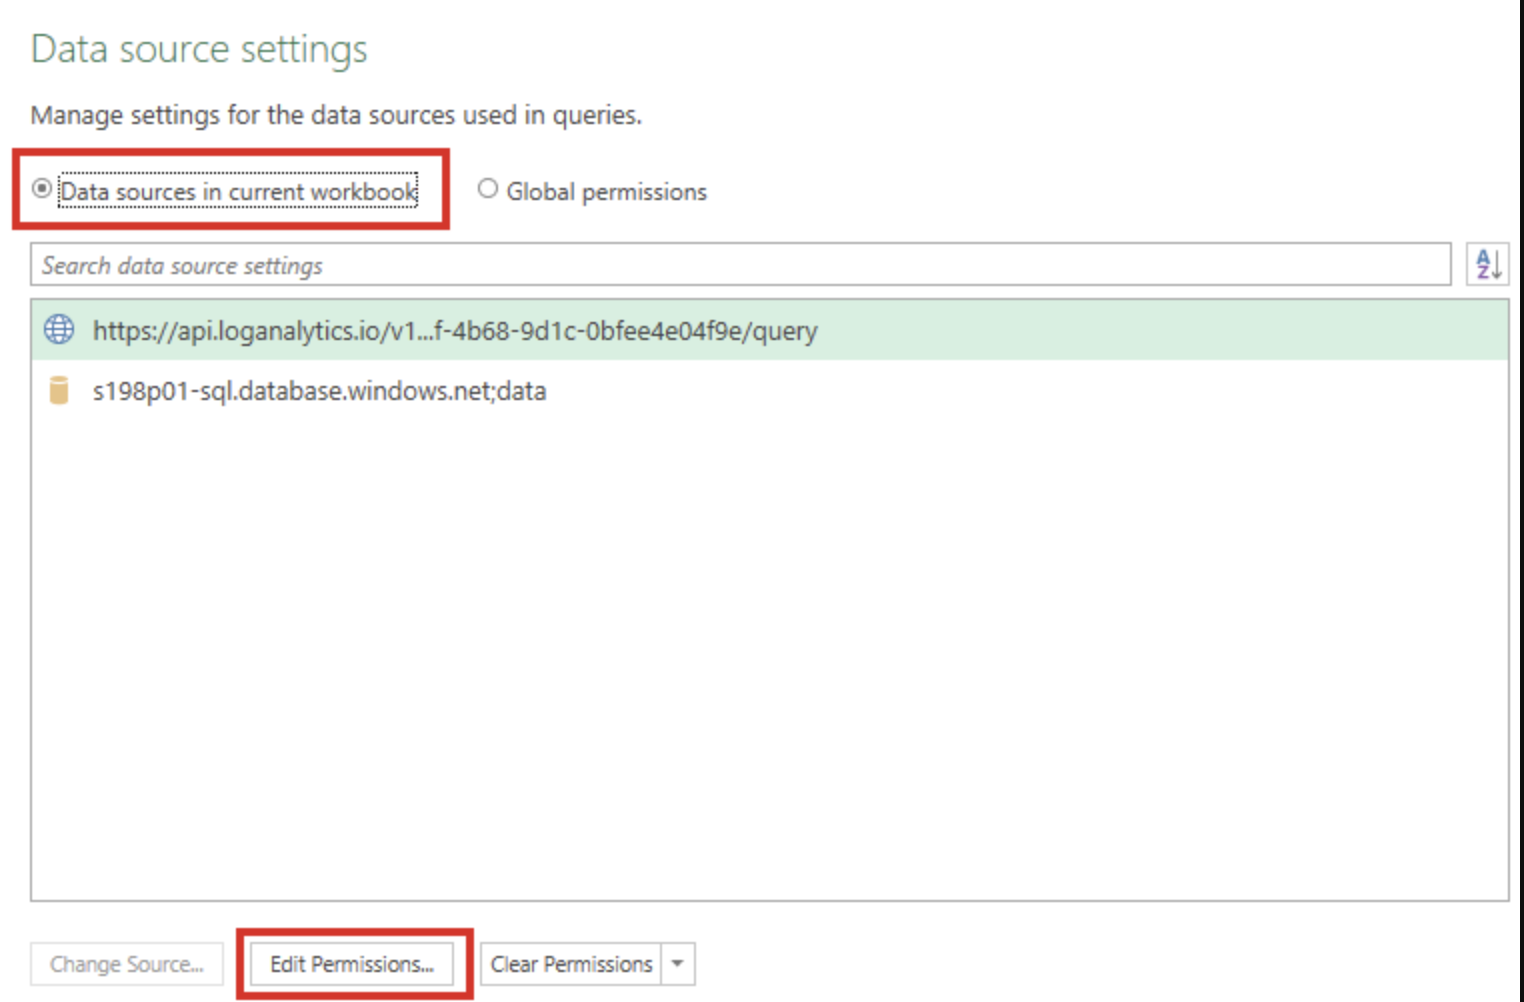 Data source settings
Manage settings for the data sources used in queries.
Data sources in current workbook Global permissions
Search data source settings
A
Z
https://api.loganalytics.io/v1...f-4b68-9d1c-0bfee4e04f9e/query
s198p01-sql.database.windows.net;data
Change Source... Edit Permissions... Clear Permissions